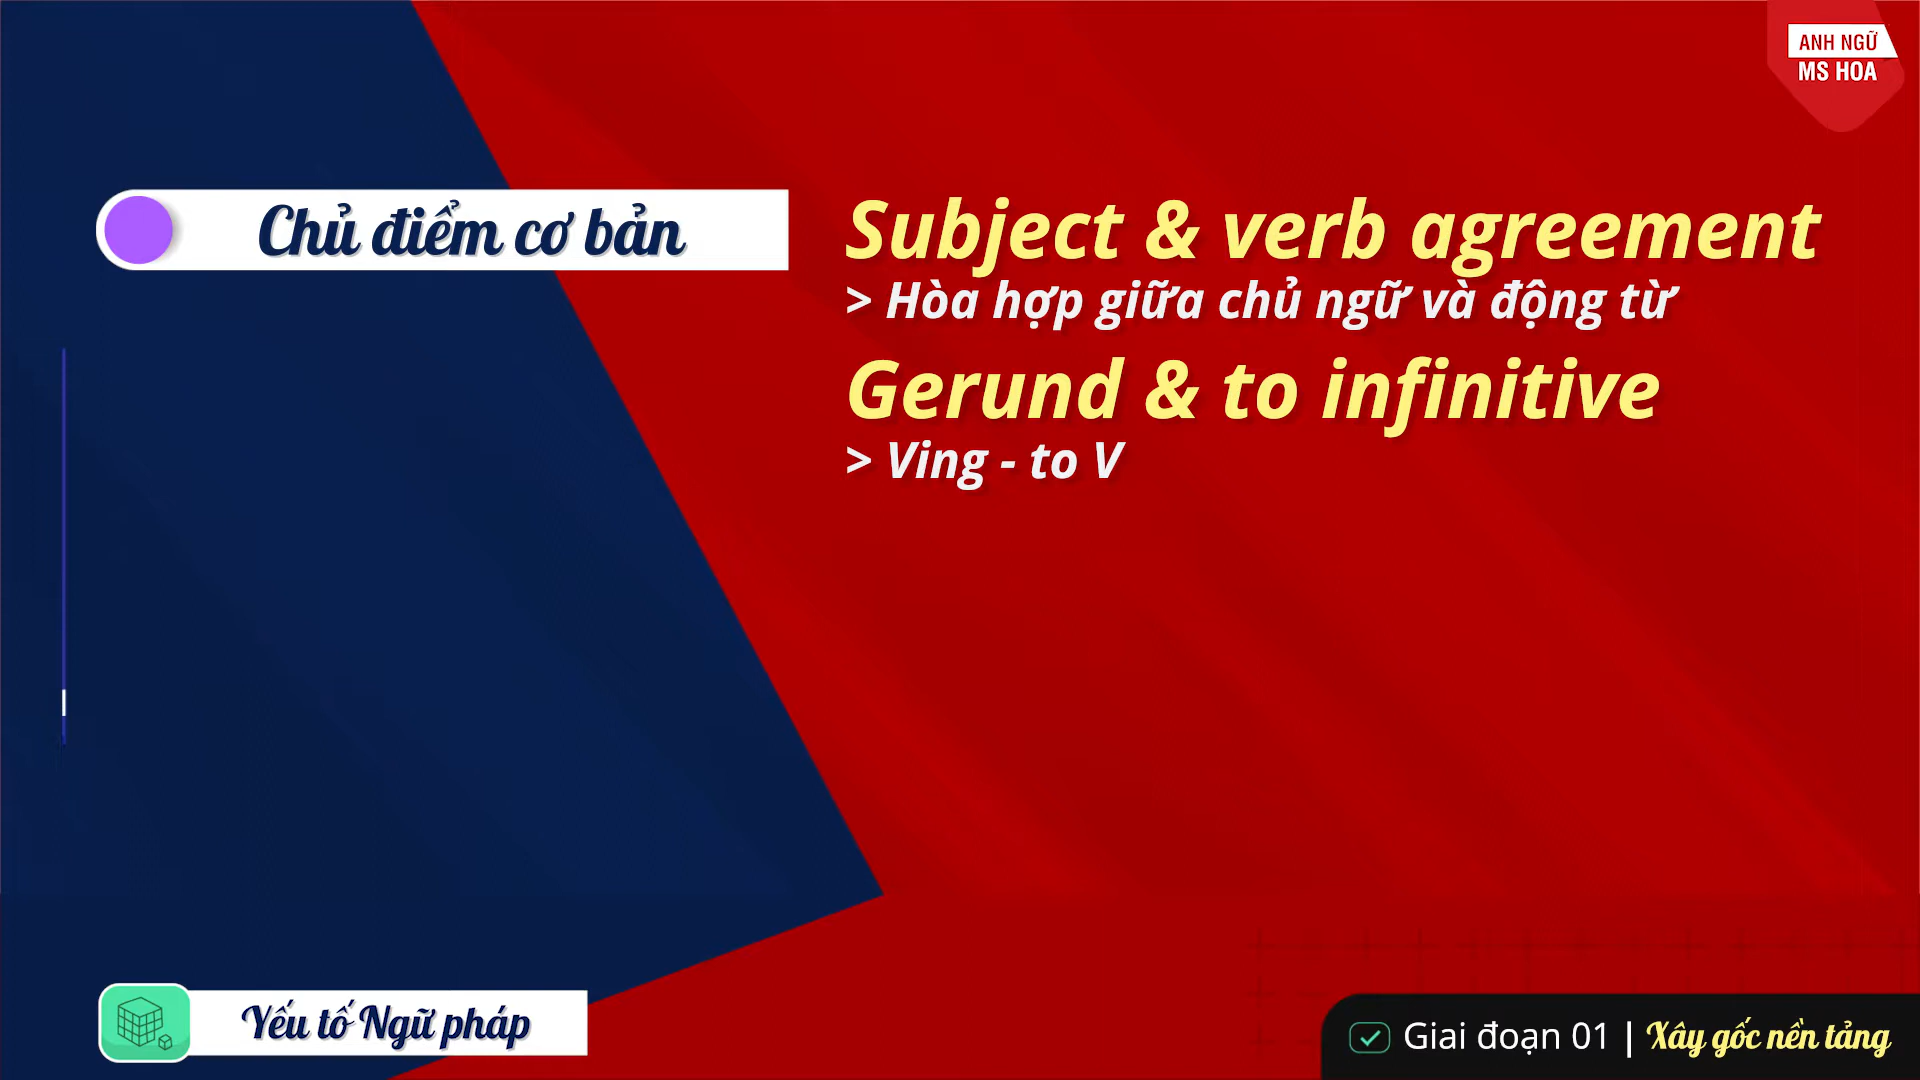 ANH NGỮ
MS HOA
Chủ điểm cơ bản
Subject & verb agreement
> Hòa hợp giữa chủ ngữ và động từ
Gerund & to infinitive
> Ving - to V
Yếu tố Ngữ pháp
Giai đoạn 01 | Xây gốc nền tảng